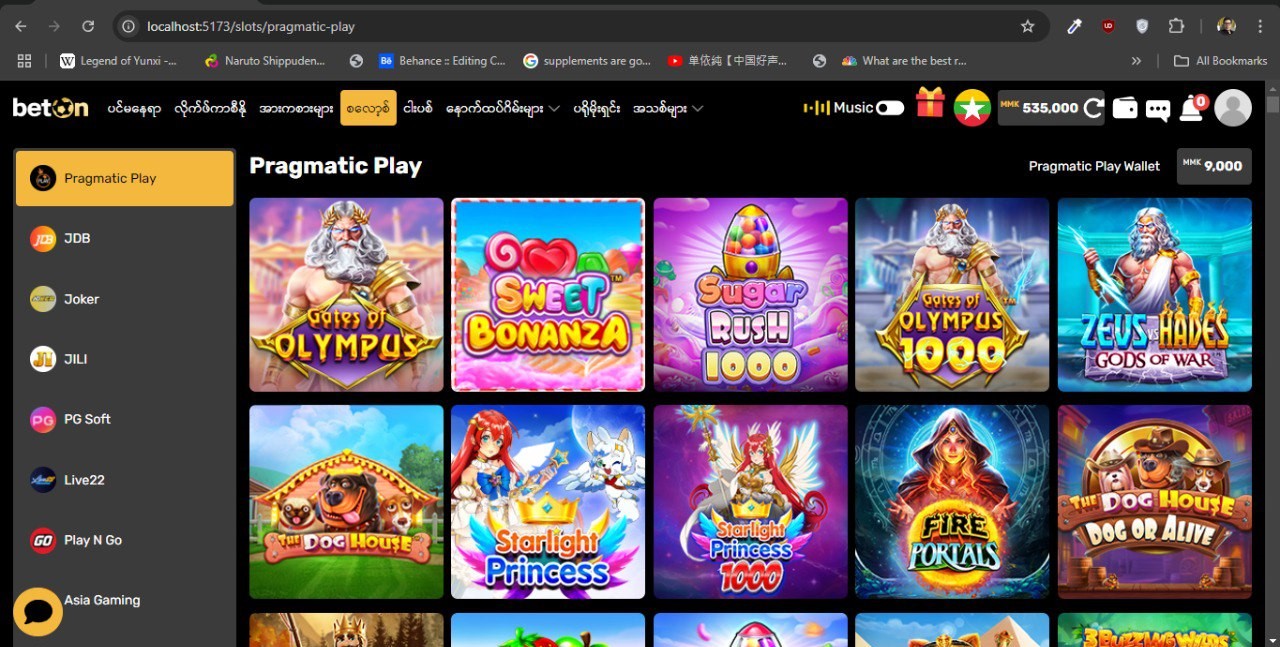 localhost:5173/slots/pragmatic-play
Legend of Yunxi -...
Naruto Shippuden...
Bē Behance :: Editing C...
supplements are go...
单依純【中国好声...
What are the best r...
»
All Bookmarks
betOn
ပင်မနေရာ
လိုက်ဖ်ကာစီနို
အားကစားများ
စလော့စ်
ငါးပစ်
နောက်ထပ်ဂိမ်းများ
ပရိုမိုးရှင်း
အသစ်များ
Music
MMK 535,000
0
Pragmatic Play
JDB
Joker
JILI
PG Soft
Live22
GO Play N Go
Asia Gaming
Pragmatic Play
Pragmatic Play Wallet
MMK 9,000
Gates of
OLYMPUS
SWEET
BONANZA
Sugar
RUSH
1000
Gates of
OLYMPUS
1000
ZEUS VS HADES
GODS OF WAR
THE DOG HOUSE
Starlight
Princess
Starlight
Princess
1000
FIRE
PORTALS
THE DOG HOUSE
DOG OR ALIVE
3 BUZZING WILDS